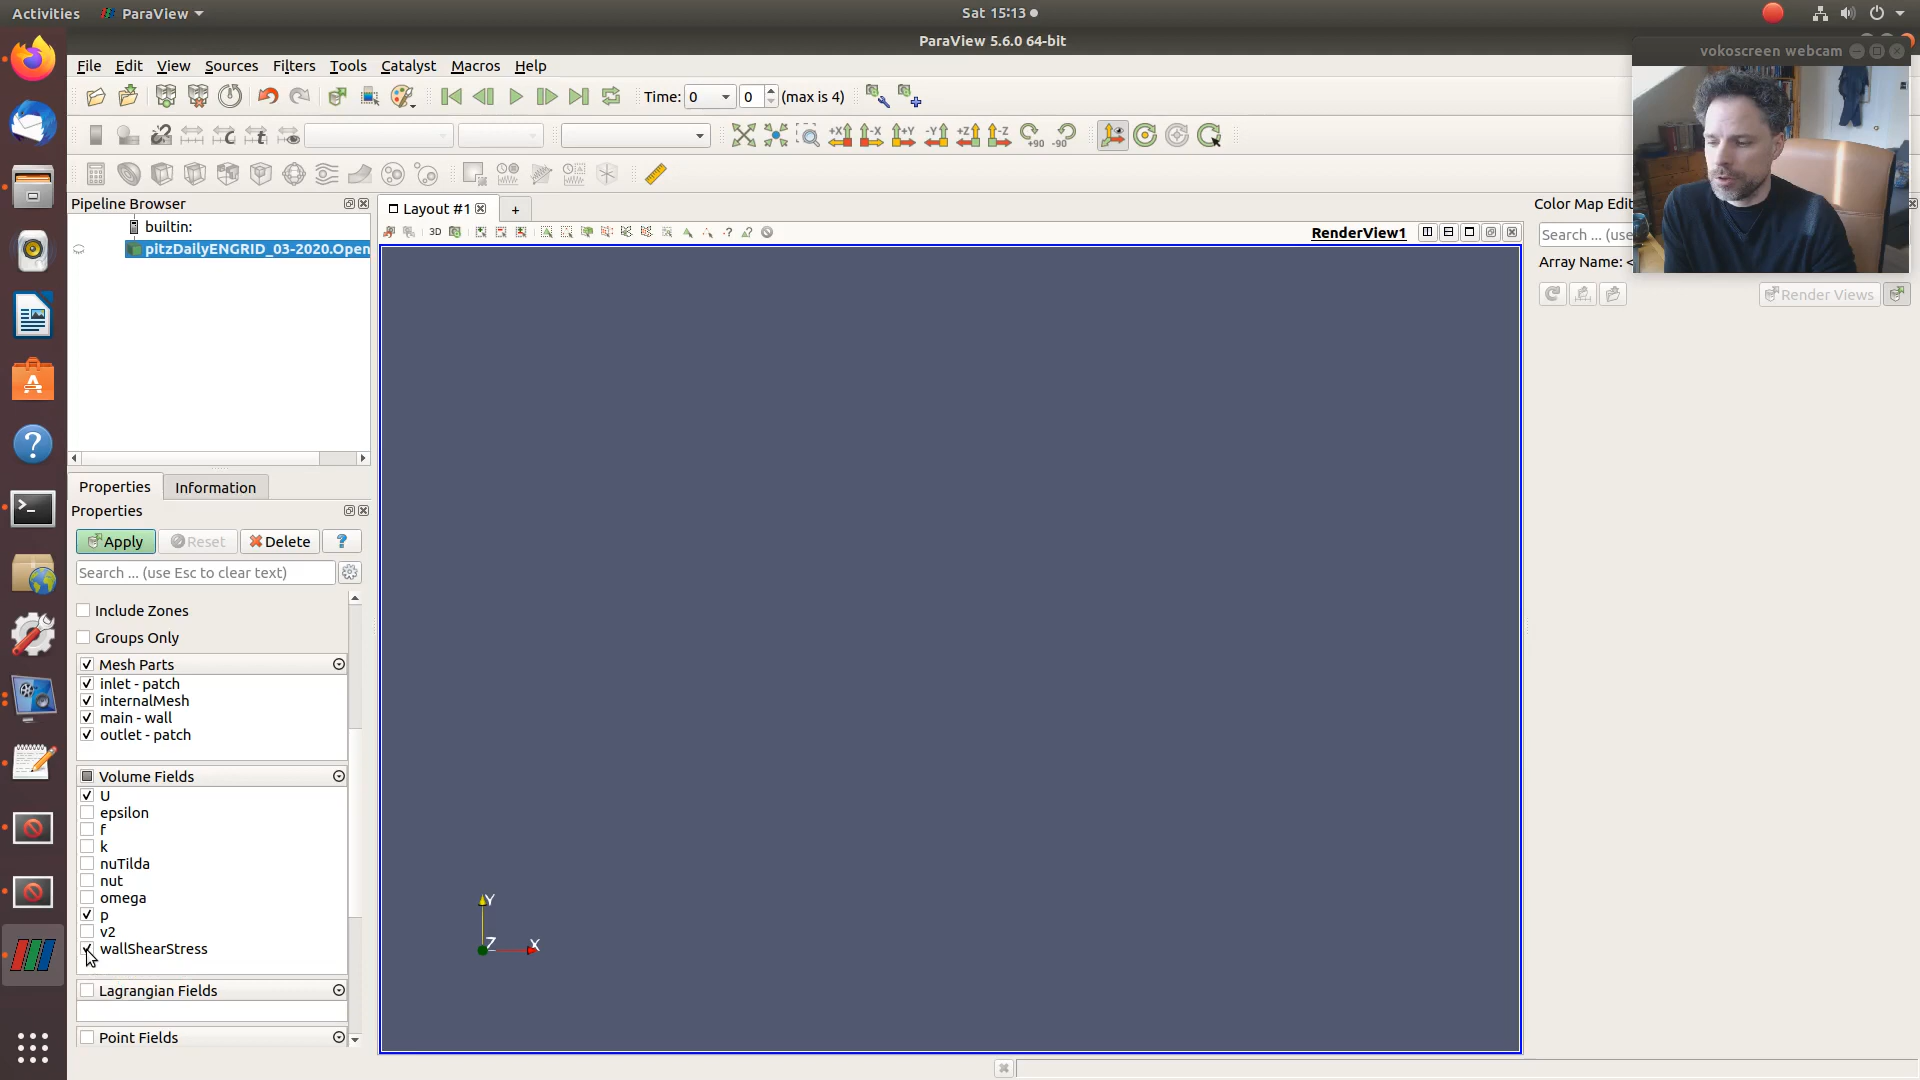 Activities ParaView Sat 15:13
ParaView 5.6.0 64-bit
vokoscreen webcam
File Edit View Sources Filters Tools Catalyst Macros Help
Time: 0 0 (max is 4)
+X -X +Y -Y +Z -Z +90 -90
Pipeline Browser
builtin:
pitzDailyENGRID_03-2020.Open
Layout #1
+
3D
RenderView1
Color Map Edit
Search ... (use
Array Name: <
Render Views
Properties Information
Properties
Apply Reset Delete ?
Search ... (use Esc to clear text)
Include Zones
Groups Only
Mesh Parts
inlet - patch
internalMesh
main - wall
outlet - patch
Volume Fields
U
epsilon
f
k
nuTilda
nut
omega
p
v2
wallShearStress
Lagrangian Fields
Point Fields
Y
Z
X